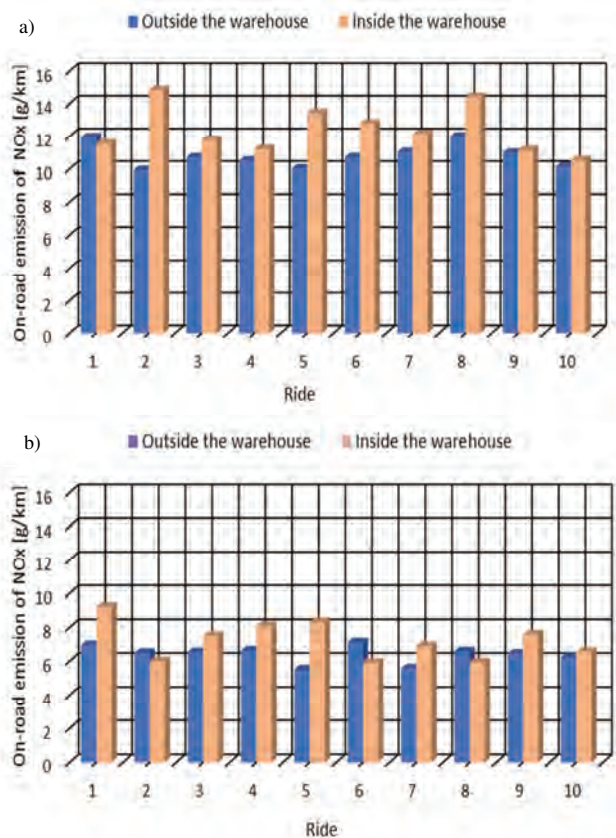 a)
Outside the warehouse Inside the warehouse
On-road emission of NOx [g/km]
16
14
12
10
8
6
4
2
0
1 2 3 4 5 6 7 8 9 10
Ride
b)
Outside the warehouse Inside the warehouse
On-road emission of NOx [g/km]
16
14
12
10
8
6
4
2
0
1 2 3 4 5 6 7 8 9 10
Ride